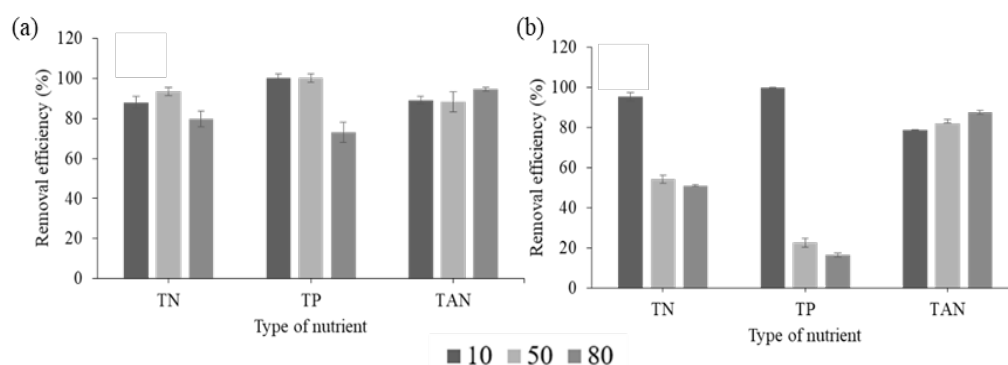 (a)
120
100
80
60
40
20
0
Removal efficiency (%)
TN TP TAN
Type of nutrient
(b)
120
100
80
60
40
20
0
Removal efficiency (%)
TN TP TAN
Type of nutrient
10 50 80